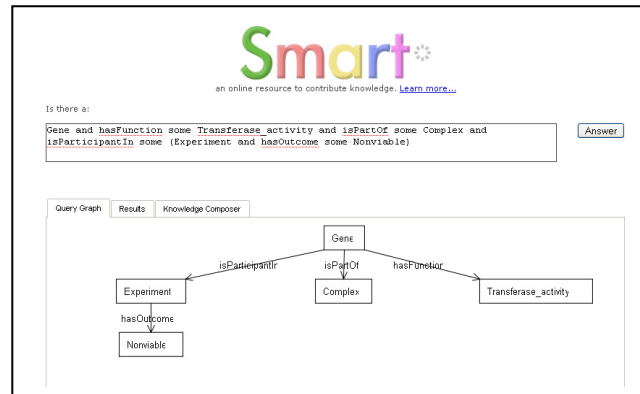 Smart
an online resource to contribute knowledge. Learn more...
Is there a:
Gene and hasFunction some Transferase_activity and isPartOf some Complex and
isParticipantIn some (Experiment and hasOutcome some Nonviable)
Answer
Query Graph Results Knowledge Composer
Gene
isParticipantIr isPartOf hasFunctior
Experiment Complex Transferase_activity
hasOutcome
Nonviable